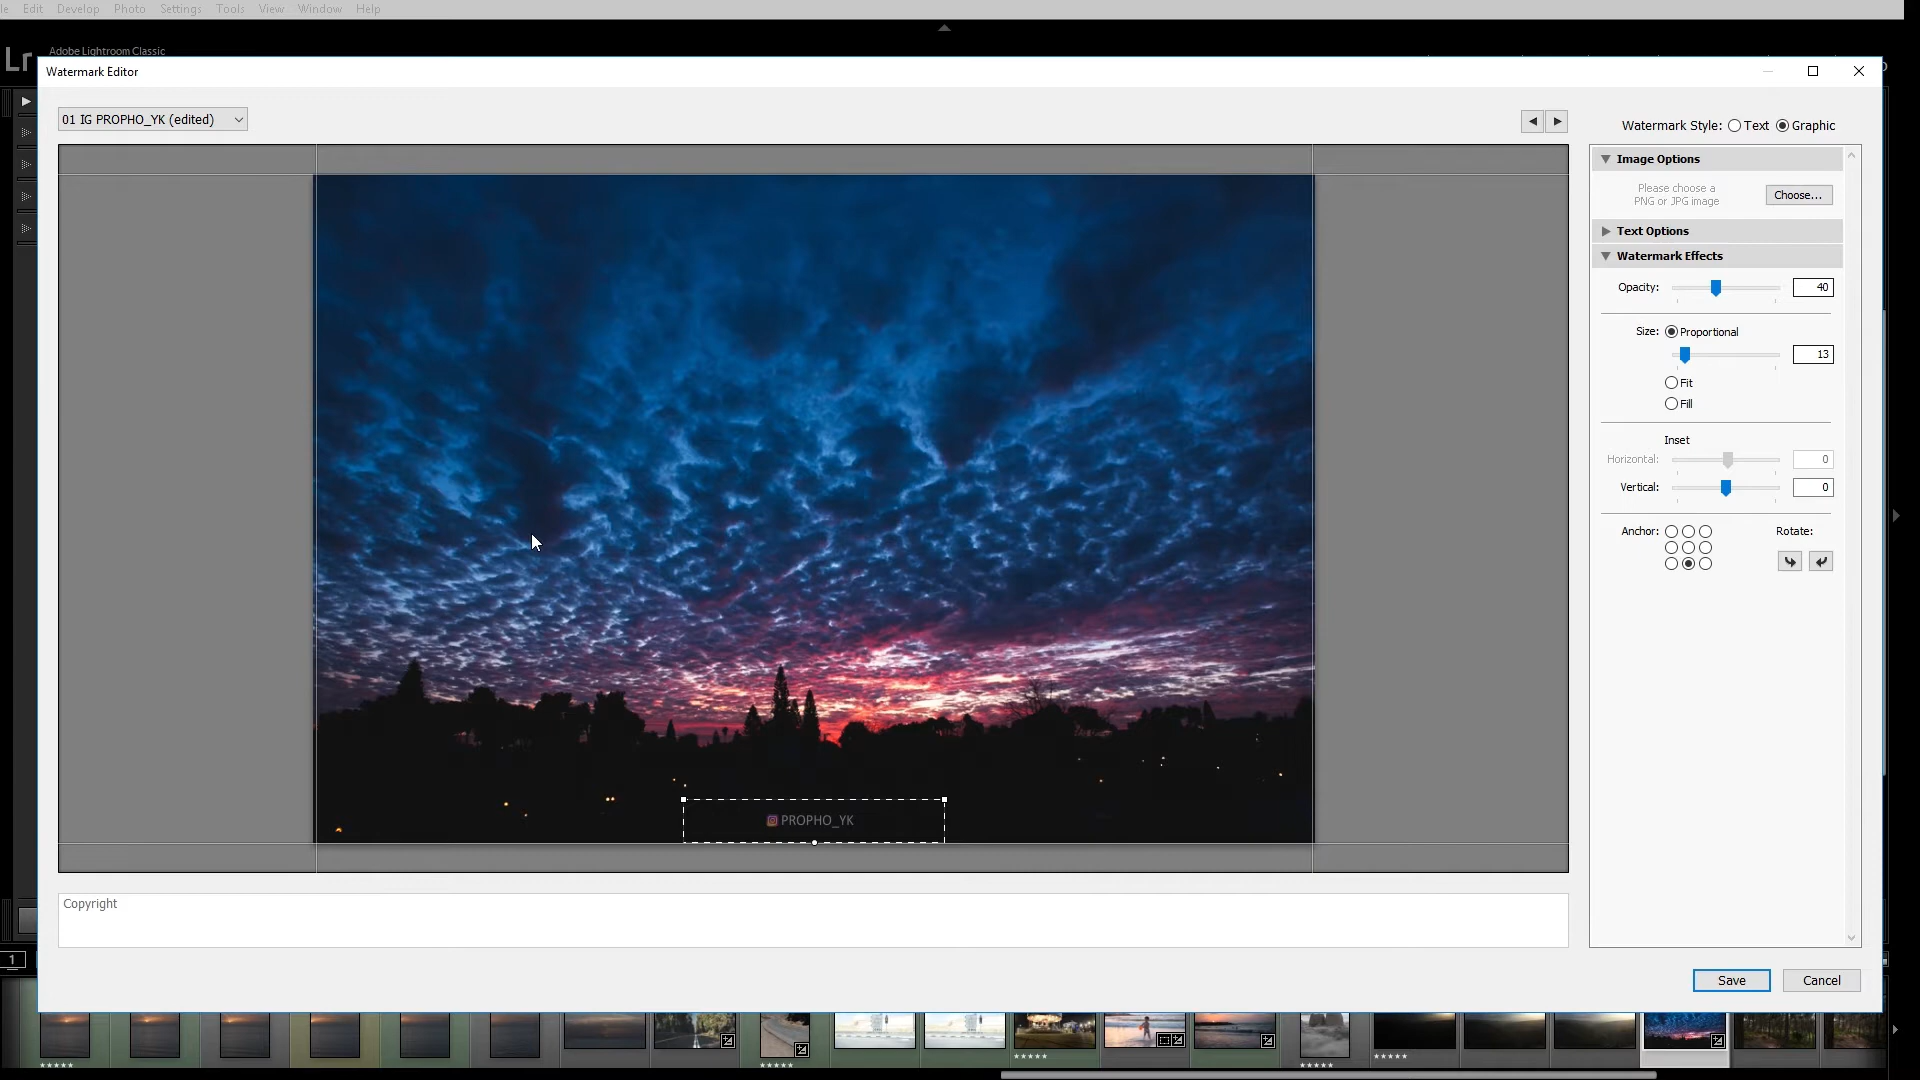 Edit Develop Photo Settings Tools View Window Help
Lr Adobe Lightroom Classic
Watermark Editor
01 IG PROPHO_YK (edited)
Watermark Style: Text Graphic
Image Options
Please choose a
PNG or JPG image
Choose...
Text Options
Watermark Effects
Opacity: 40
Size: Proportional
13
Fit
Fill
Inset
Horizontal: 0
Vertical: 0
Anchor: Rotate:
PROPHO_YK
Copyright
1
Save Cancel